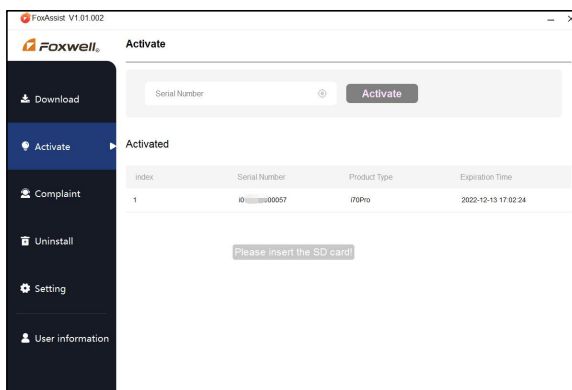 FoxAssist V1.01.002
FOXWELL®
Activate
Download
Serial Number
Activate
Activate
Activated
index Serial Number Product Type Expiration Time
1 i0 00057 i70Pro 2022-12-13 17:02:24
Complaint
Uninstall
Please insert the SD card!
Setting
User information